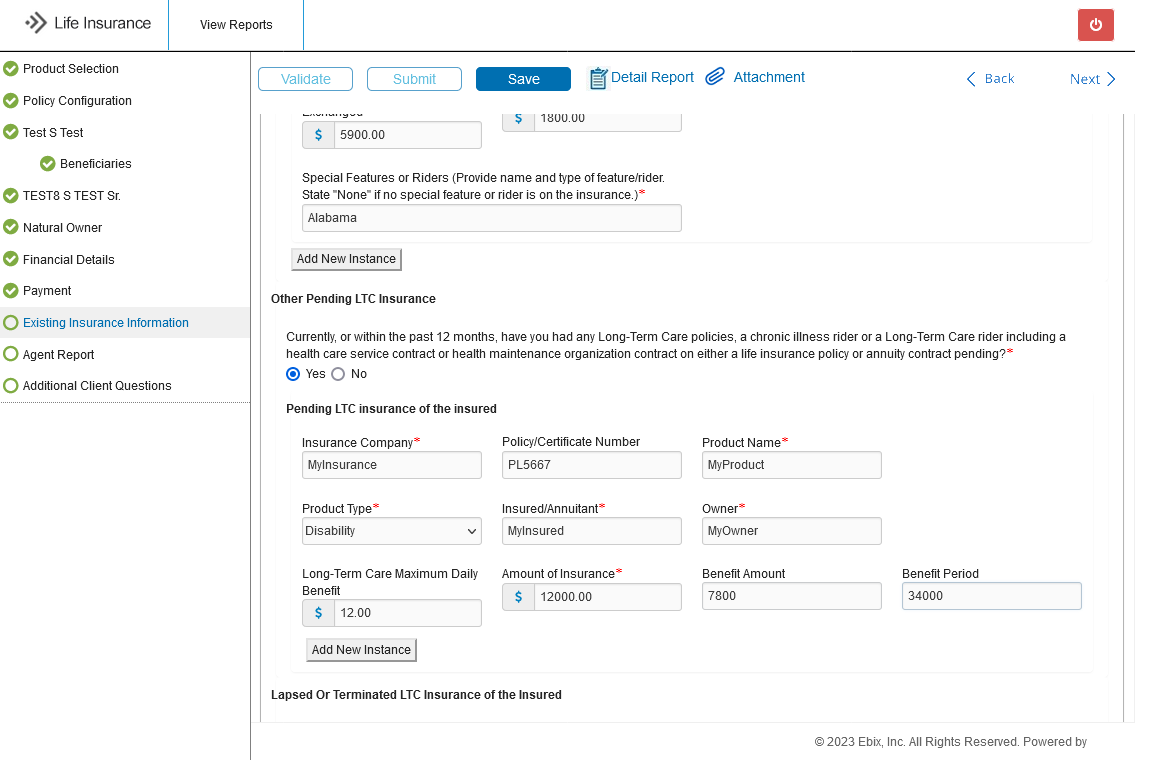 Life Insurance
View Reports
Product Selection
Policy Configuration
Test S Test
Beneficiaries
TEST8 S TEST Sr.
Natural Owner
Financial Details
Payment
Existing Insurance Information
Agent Report
Additional Client Questions
Validate Submit Save Detail Report Attachment Back Next
Exchanged
$ 5900.00 $ 1800.00
Special Features or Riders (Provide name and type of feature/rider.
State "None" if no special feature or rider is on the insurance.)*
Alabama
Add New Instance
Other Pending LTC Insurance
Currently, or within the past 12 months, have you had any Long-Term Care policies, a chronic illness rider or a Long-Term Care rider including a
health care service contract or health maintenance organization contract on either a life insurance policy or annuity contract pending?*
Yes No
Pending LTC insurance of the insured
Insurance Company* Policy/Certificate Number Product Name*
MyInsurance PL5667 MyProduct
Product Type* Insured/Annuitant* Owner*
Disability MyInsured MyOwner
Long-Term Care Maximum Daily Amount of Insurance* Benefit Amount Benefit Period
Benefit
$ 12.00 $ 12000.00 7800 34000
Add New Instance
Lapsed Or Terminated LTC Insurance of the Insured
© 2023 Ebix, Inc. All Rights Reserved. Powered by